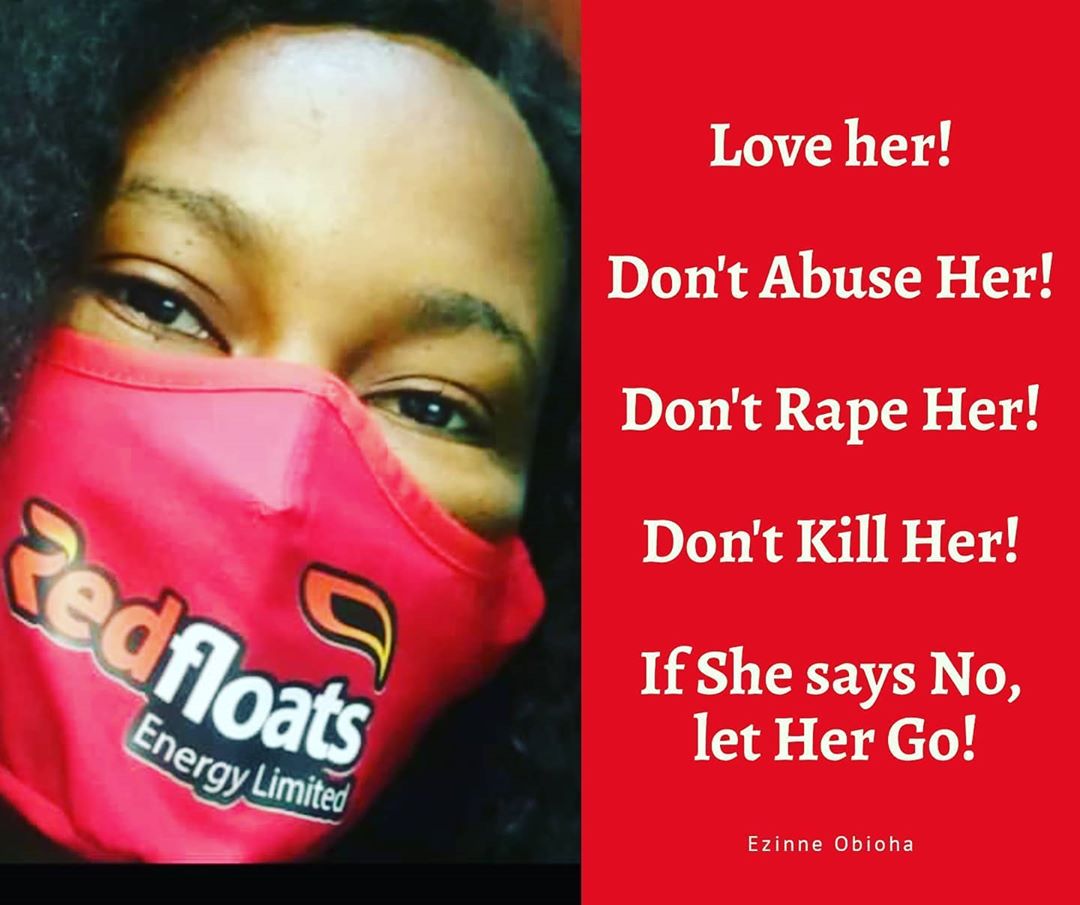 Redfloats
Energy Limited
Love her!
Don't Abuse Her!
Don't Rape Her!
Don't Kill Her!
If She says No,
let Her Go!
Ezinne Obioha